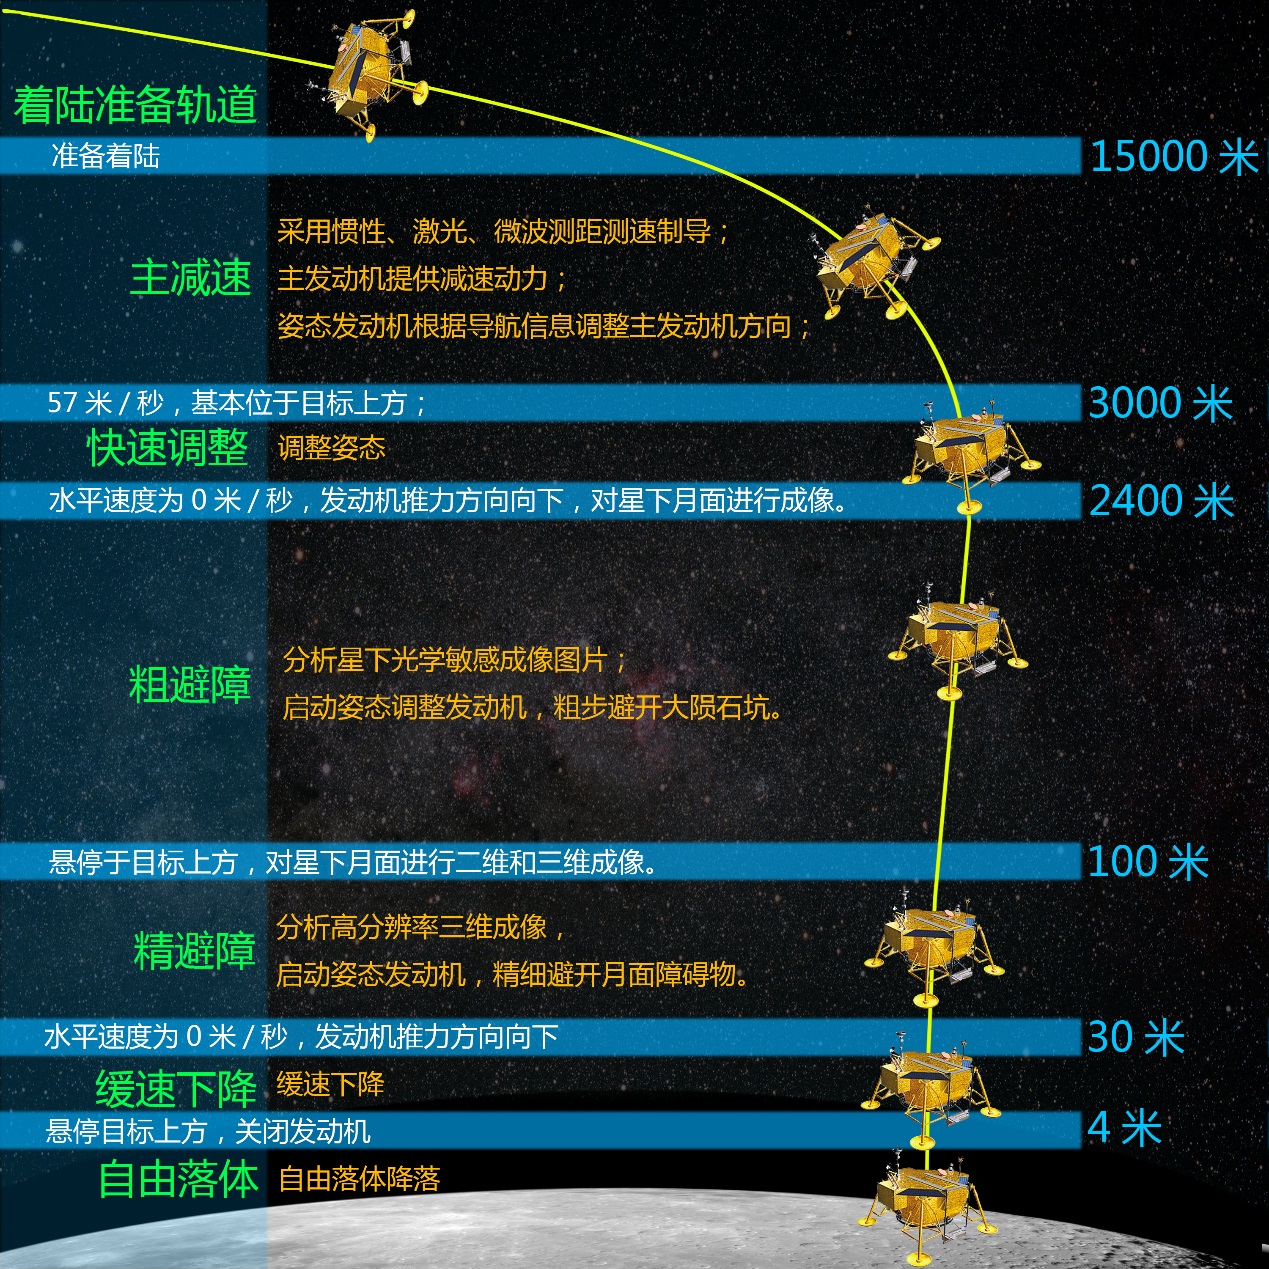 着陆准备轨道
准备着陆
15000 米
主减速
采用惯性、激光、微波测距测速制导；
主发动机提供减速动力；
姿态发动机根据导航信息调整主发动机方向；
57 米 / 秒，基本位于目标上方；
3000 米
快速调整
调整姿态
水平速度为 0 米 / 秒，发动机推力方向向下，对星下月面进行成像。
2400 米
粗避障
分析星下光学敏感成像图片；
启动姿态调整发动机，粗步避开大陨石坑。
悬停于目标上方，对星下月面进行二维和三维成像。
100 米
精避障
分析高分辨率三维成像，
启动姿态发动机，精细避开月面障碍物。
水平速度为 0 米 / 秒，发动机推力方向向下
30 米
缓速下降
缓速下降
悬停目标上方，关闭发动机
4 米
自由落体
自由落体降落